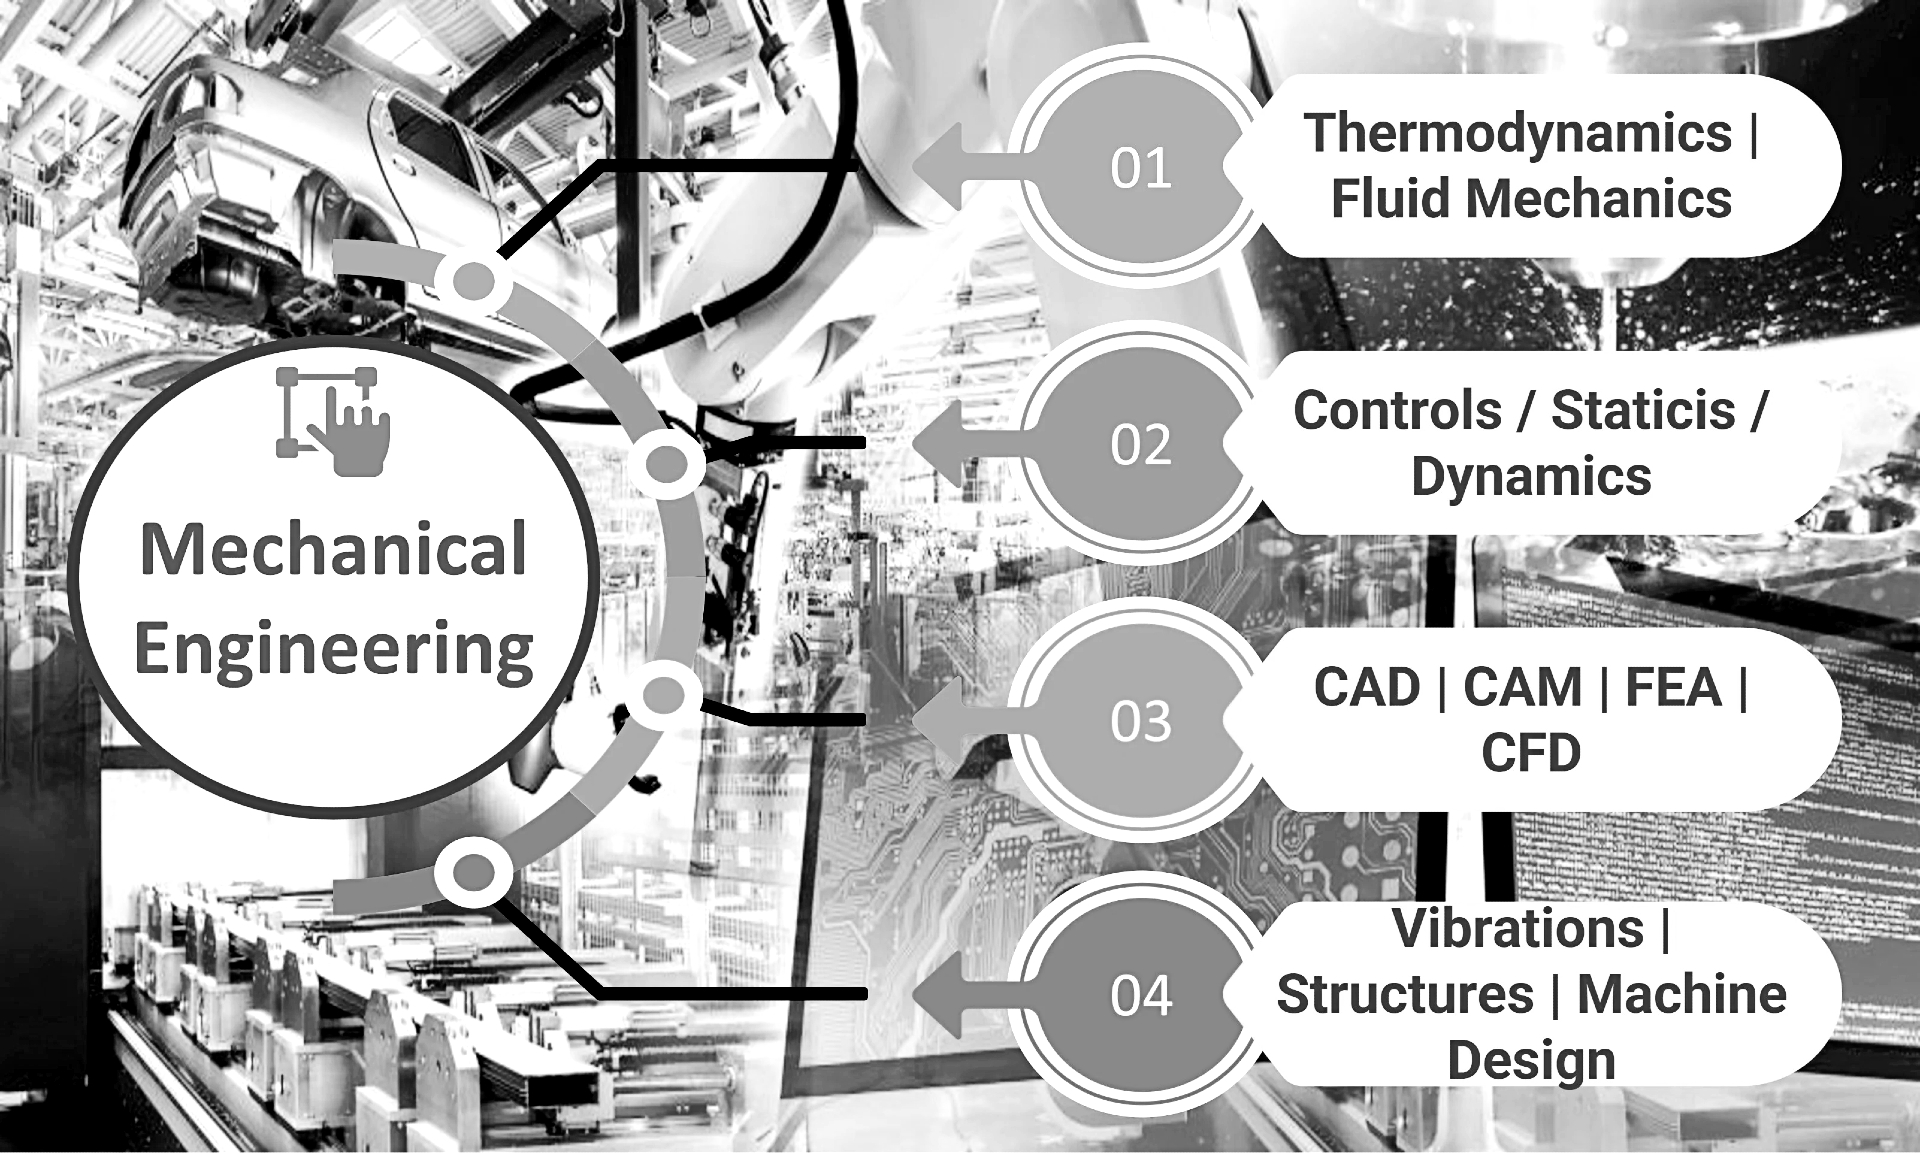 Mechanical
Engineering
01
Thermodynamics |
Fluid Mechanics
02
Controls / Staticis /
Dynamics
03
CAD | CAM | FEA |
CFD
04
Vibrations |
Structures | Machine
Design